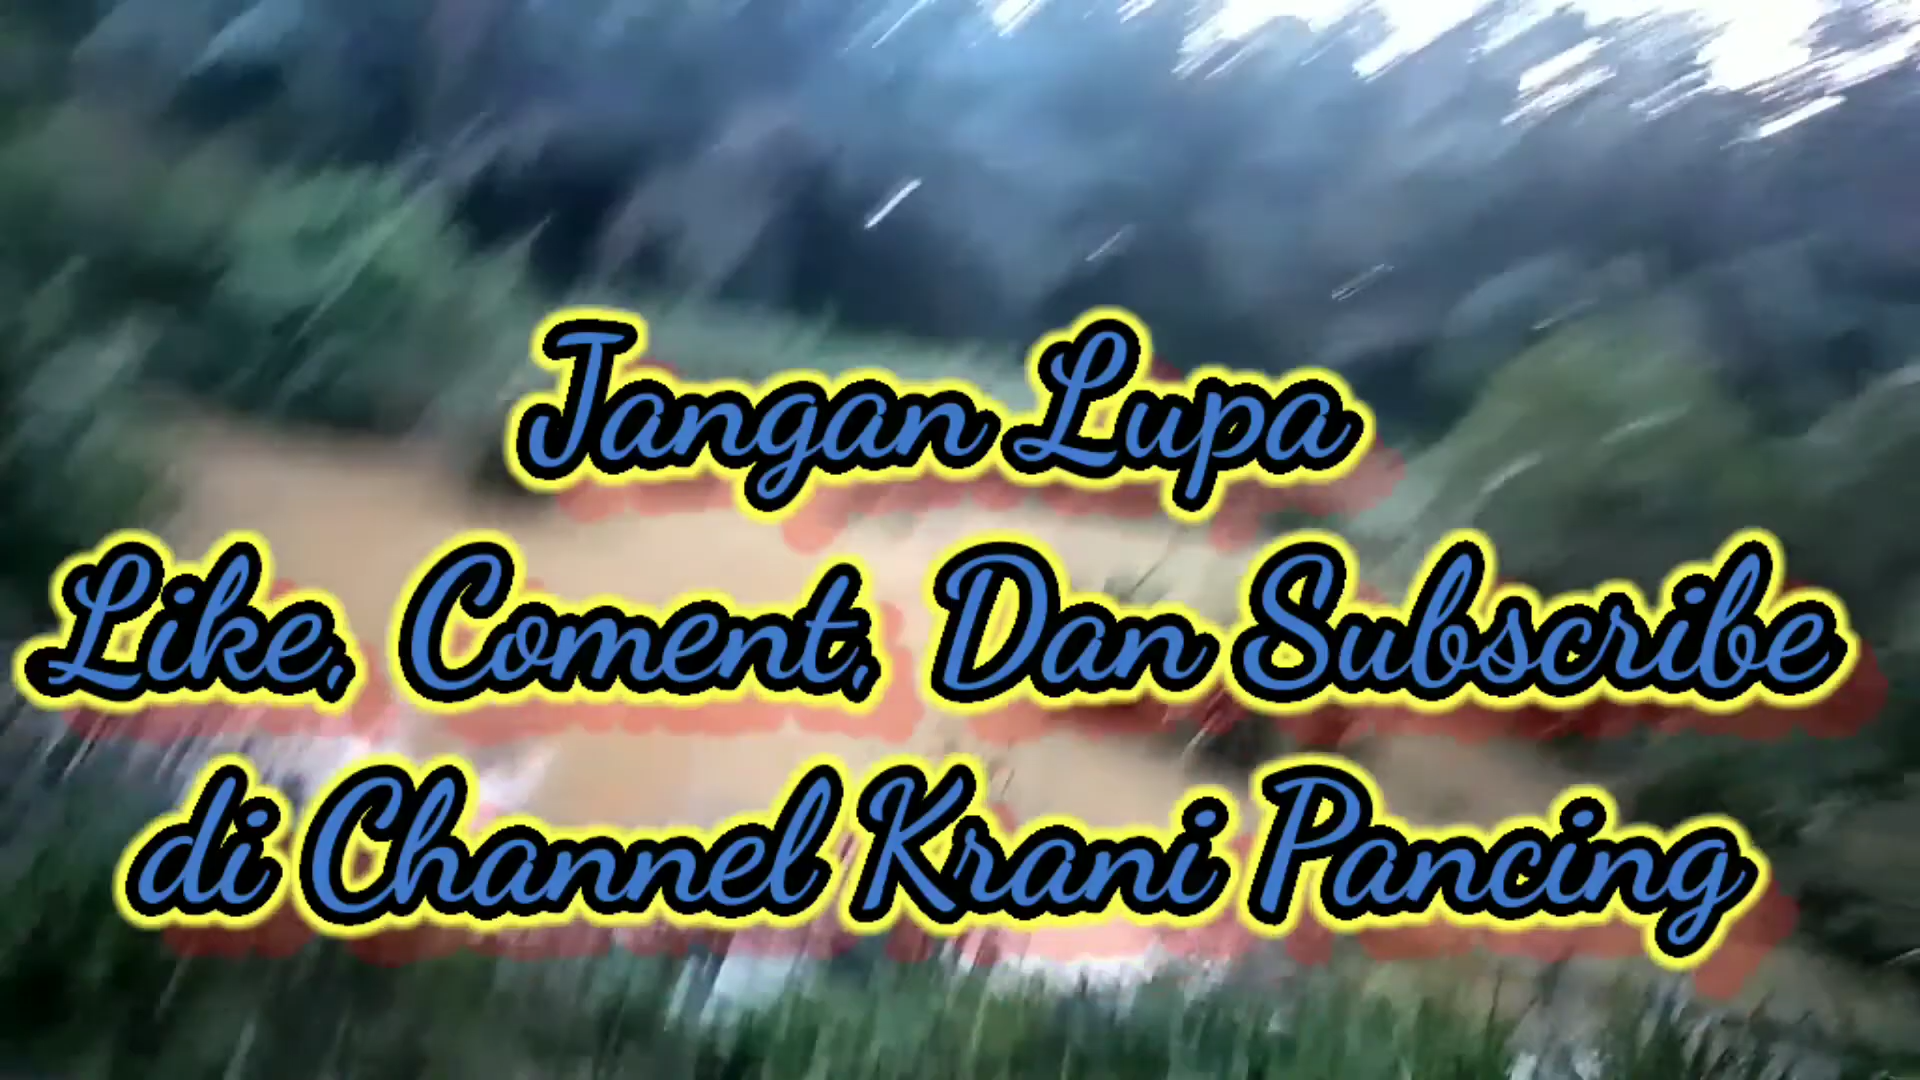 Jangan Lupa
Like, Coment, Dan Subscribe
di Channel Krani Pancing